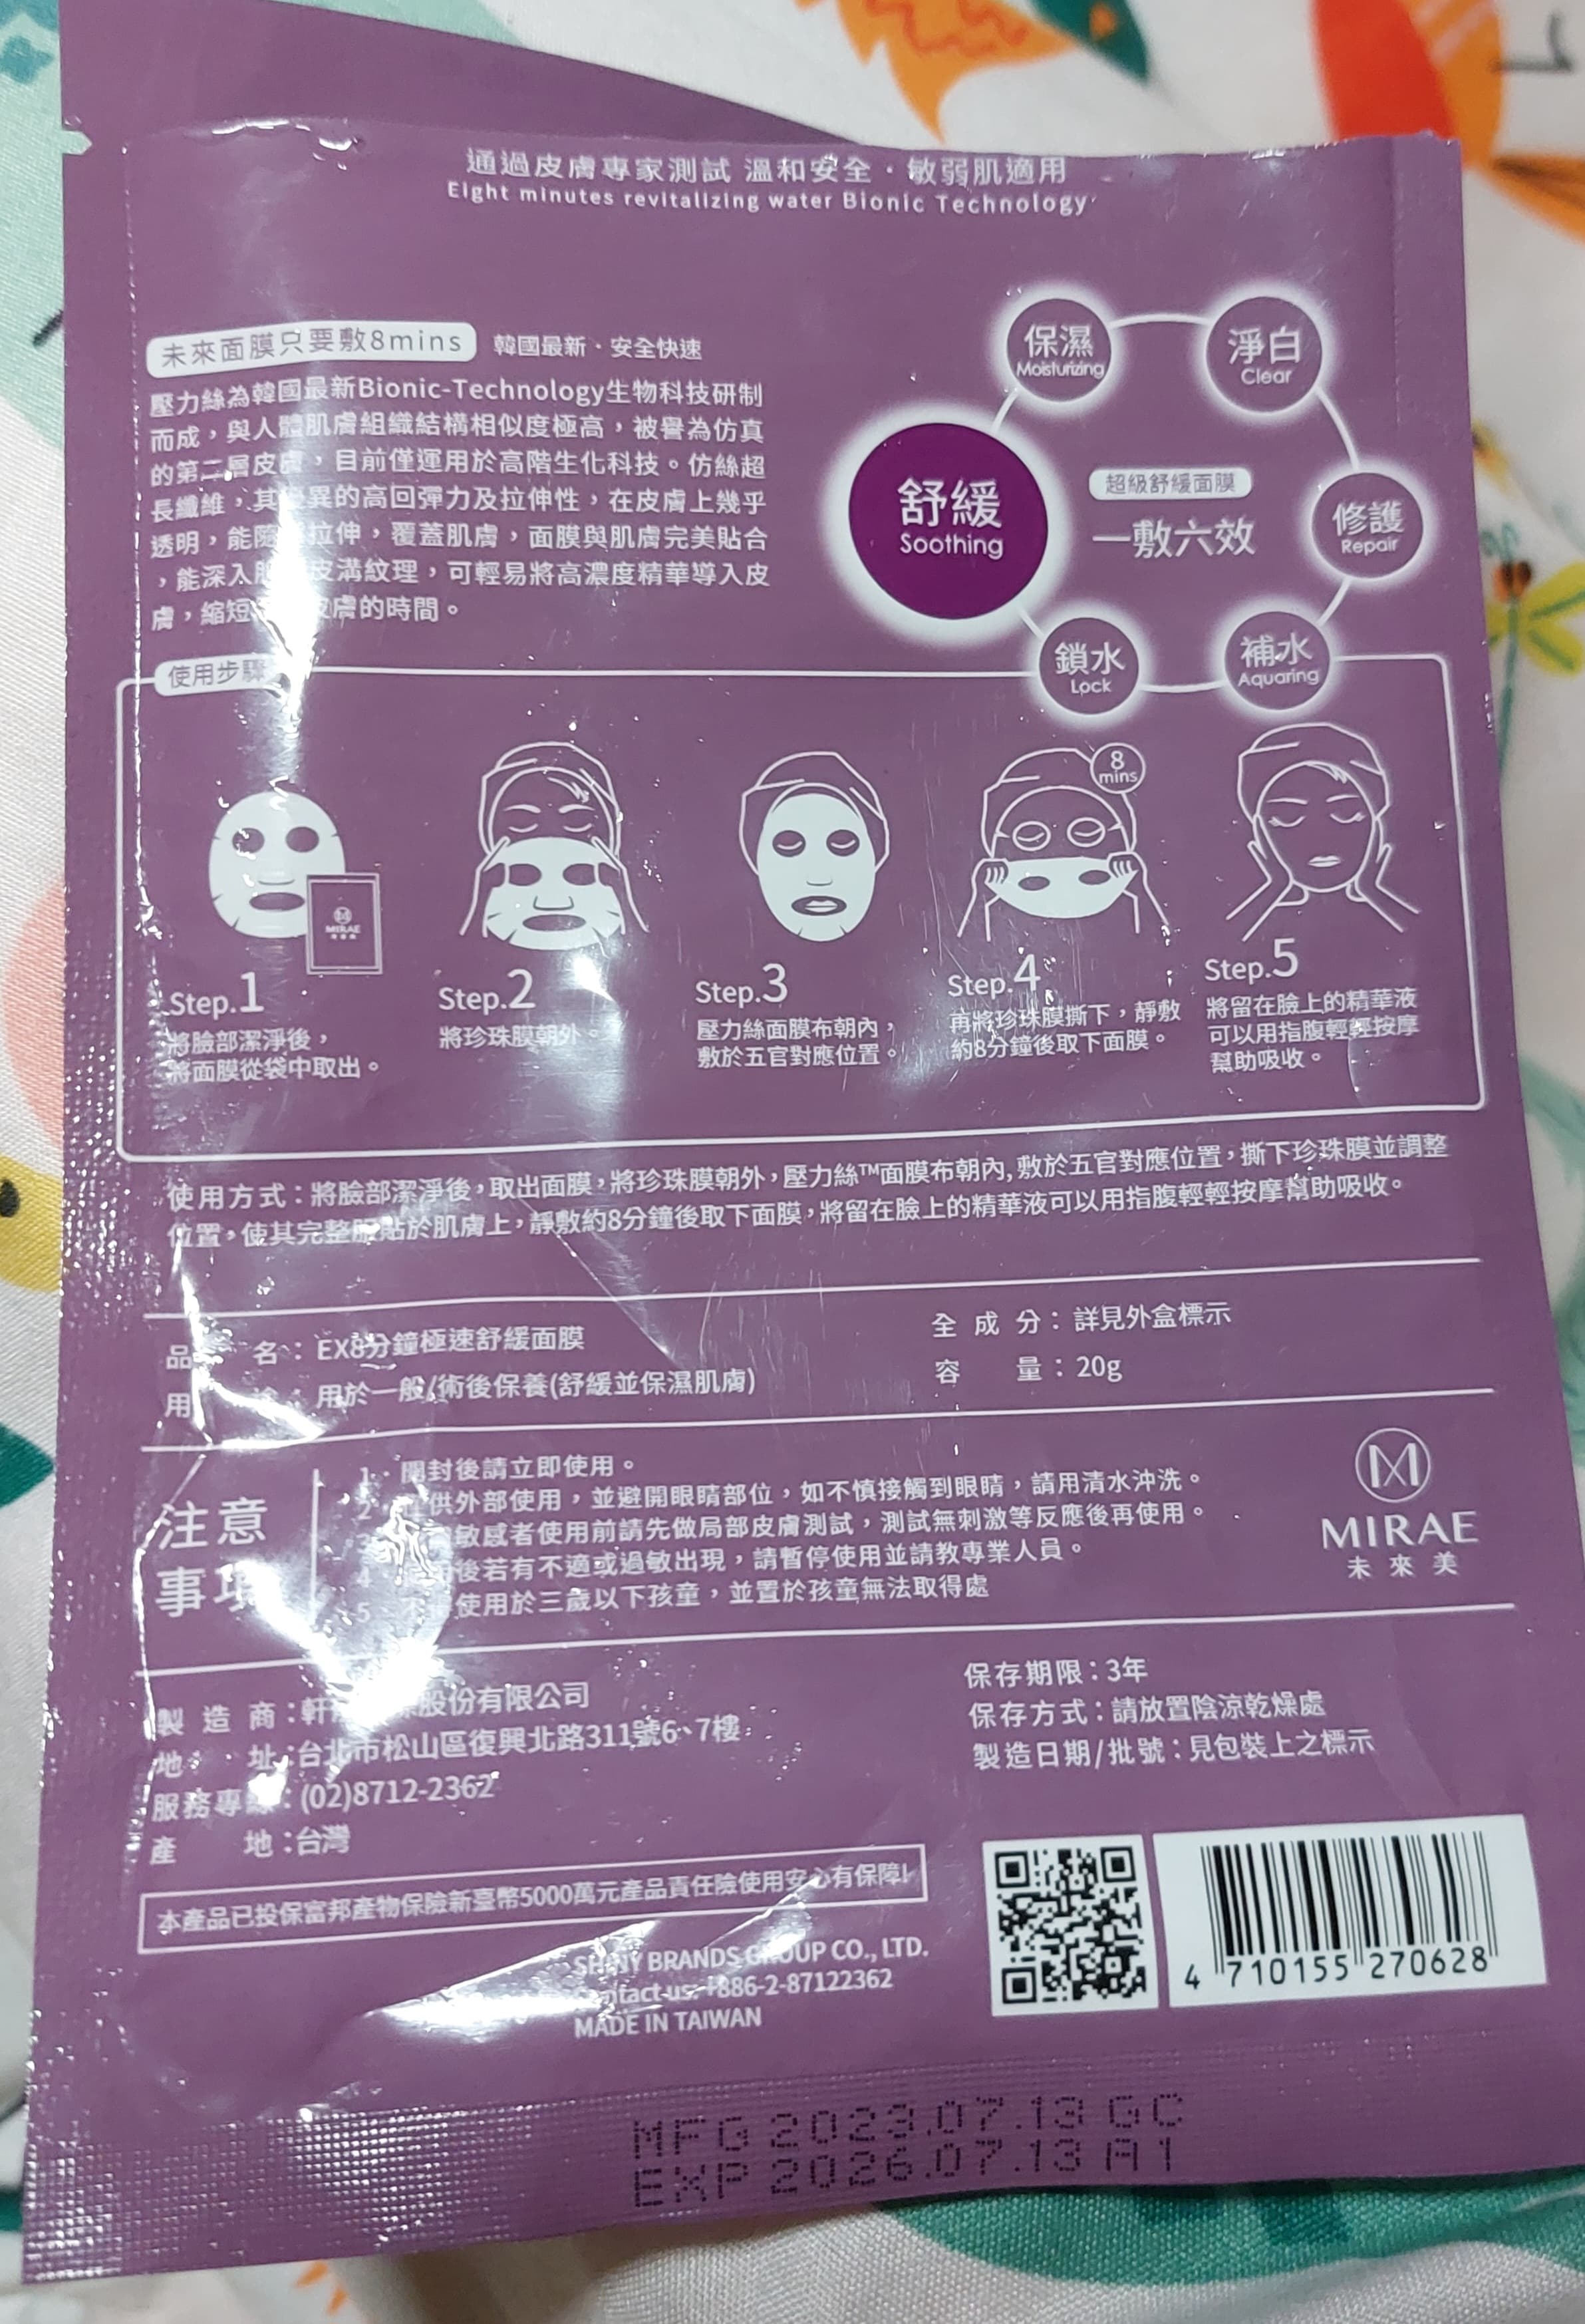 通過皮膚專家測試 溫和安全・敏弱肌適用
Eight minutes revitalizing water Bionic Technology
未來面膜只要敷8mins 韓國最新・安全快速
壓力絲為韓國最新Bionic-Technology生物科技研制
而成，與人體肌膚組織結構相似度極高，被譽為仿真
的第二層皮膚，目前僅運用於高階生化科技。仿絲超
長纖維，其異的高回彈力及拉伸性，在皮膚上幾乎
透明，能拉伸，覆蓋肌膚，面膜與肌膚完美貼合
，能深入皮溝紋理，可輕易將高濃度精華導入皮
膚，縮短膚的時間。
保濕
Moisturizing
淨白
Clear
舒緩
Soothing
超級舒緩面膜
一敷六效
修護
Repair
鎖水
Lock
補水
Aquaring
使用步驟
MIRAE
8
mins
Step.1
將臉部潔淨後，
將面膜從袋中取出。
Step.2
將珍珠膜朝外。
Step.3
壓力絲面膜布朝內，
敷於五官對應位置。
Step.4
再將珍珠膜撕下，靜敷
約8分鐘後取下面膜。
Step.5
將留在臉上的精華液
可以用指腹輕輕按摩
幫助吸收。
使用方式：將臉部潔淨後，取出面膜，將珍珠膜朝外，壓力絲™面膜布朝內，敷於五官對應位置，撕下珍珠膜並調整
位置，使其完整服貼於肌膚上，靜敷約8分鐘後取下面膜，將留在臉上的精華液可以用指腹輕輕按摩幫助吸收。
品 名：EX8分鐘極速舒緩面膜
用 途：用於一般/術後保養(舒緩並保濕肌膚)
全成分：詳見外盒標示
容 量：20g
注意
事項
1. 開封後請立即使用。
2 供外部使用，並避開眼睛部位，如不慎接觸到眼睛，請用清水沖洗。
3 敏感者使用前請先做局部皮膚測試，測試無刺激等反應後再使用。
4 後若有不適或過敏出現，請暫停使用並請教專業人員。
5 使用於三歲以下孩童，並置於孩童無法取得處
MIRAE
未來美
製造商：軒股份有限公司
地 址：台北市松山區復興北路311號6、7樓
服務專線：(02)8712-2362
產 地：台灣
保存期限：3年
保存方式：請放置陰涼乾燥處
製造日期/批號：見包裝上之標示
本產品已投保富邦產物保險新臺幣5000萬元產品責任險使用安心有保障!
SHINY BRANDS GROUP CO., LTD.
Contact us: +886-2-87122362
MADE IN TAIWAN
4 710155 270628
MFG 2023.07.13 GC
EXP 2026.07.13 A1